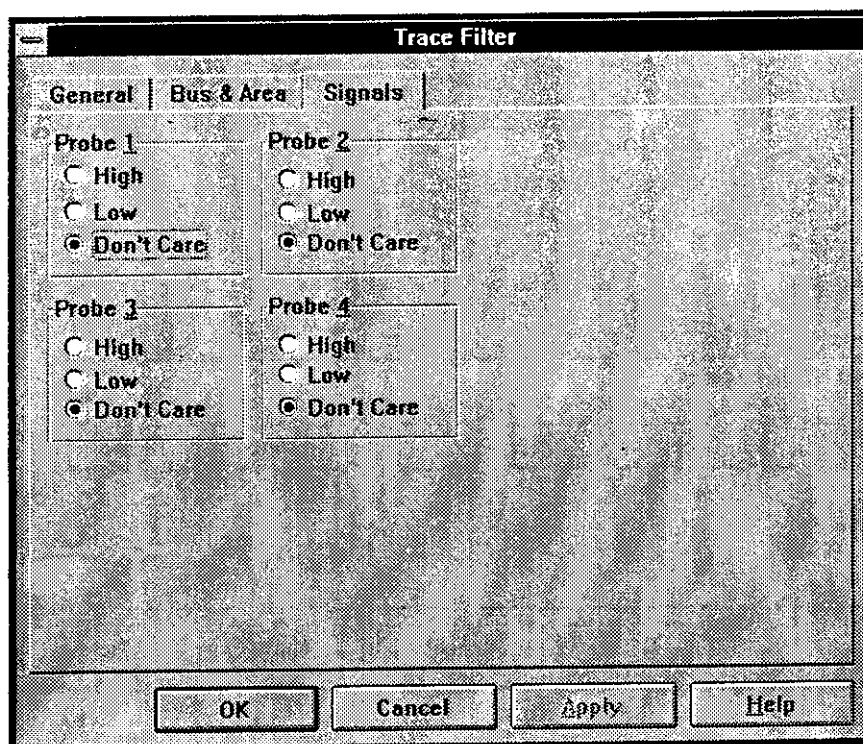 Trace Filter
General Bus & Area Signals
Probe 1
High
Low
Don't Care
Probe 2
High
Low
Don't Care
Probe 3
High
Low
Don't Care
Probe 4
High
Low
Don't Care
OK Cancel Apply Help